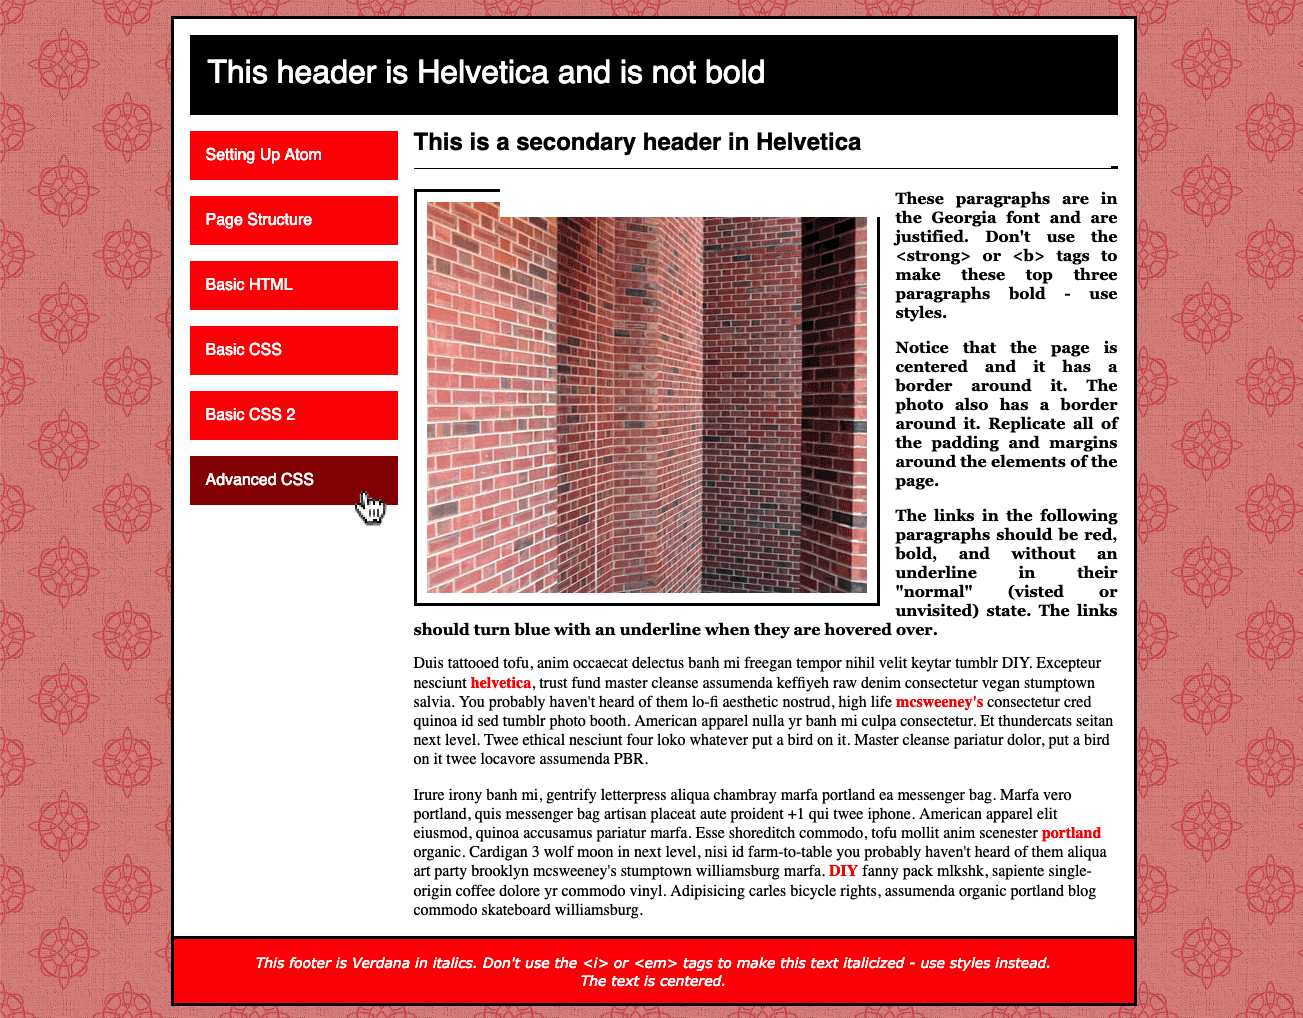 This header is Helvetica and is not bold
Setting Up Atom
Page Structure
Basic HTML
Basic CSS
Basic CSS 2
Advanced CSS
This is a secondary header in Helvetica
These paragraphs are in
the Georgia font and are
justified. Don't use the
<strong> or <b> tags to
make these top three
paragraphs bold - use
styles.
Notice that the page is
centered and it has a
border around it. The
photo also has a border
around it. Replicate all of
the padding and margins
around the elements of the
page.
The links in the following
paragraphs should be red,
bold, and without an
underline in their
"normal" (visted or
unvisited) state. The links
should turn blue with an underline when they are hovered over.
Duis tattooed tofu, anim occaecat delectus banh mi freegan tempor nihil velit keytar tumblr DIY. Excepteur
nesciunt helvetica, trust fund master cleanse assumenda keffiyeh raw denim consectetur vegan stumptown
salvia. You probably haven't heard of them lo-fi aesthetic nostrud, high life mcsweeney's consectetur cred
quinoa id sed tumblr photo booth. American apparel nulla yr banh mi culpa consectetur. Et thundercats seitan
next level. Twee ethical nesciunt four loko whatever put a bird on it. Master cleanse pariatur dolor, put a bird
on it twee locavore assumenda PBR.
Irure irony banh mi, gentrify letterpress aliqua chambray marfa portland ea messenger bag. Marfa vero
portland, quis messenger bag artisan placeat aute proident +1 qui twee iphone. American apparel elit
eiusmod, quinoa accusamus pariatur marfa. Esse shoreditch commodo, tofu mollit anim scenester portland
organic. Cardigan 3 wolf moon in next level, nisi id farm-to-table you probably haven't heard of them aliqua
art party brooklyn mcsweeney's stumptown williamsburg marfa. DIY fanny pack mlkshk, sapiente single-
origin coffee dolore yr commodo vinyl. Adipisicing carles bicycle rights, assumenda organic portland blog
commodo skateboard williamsburg.
This footer is Verdana in italics. Don't use the <i> or <em> tags to make this text italicized - use styles instead.
The text is centered.